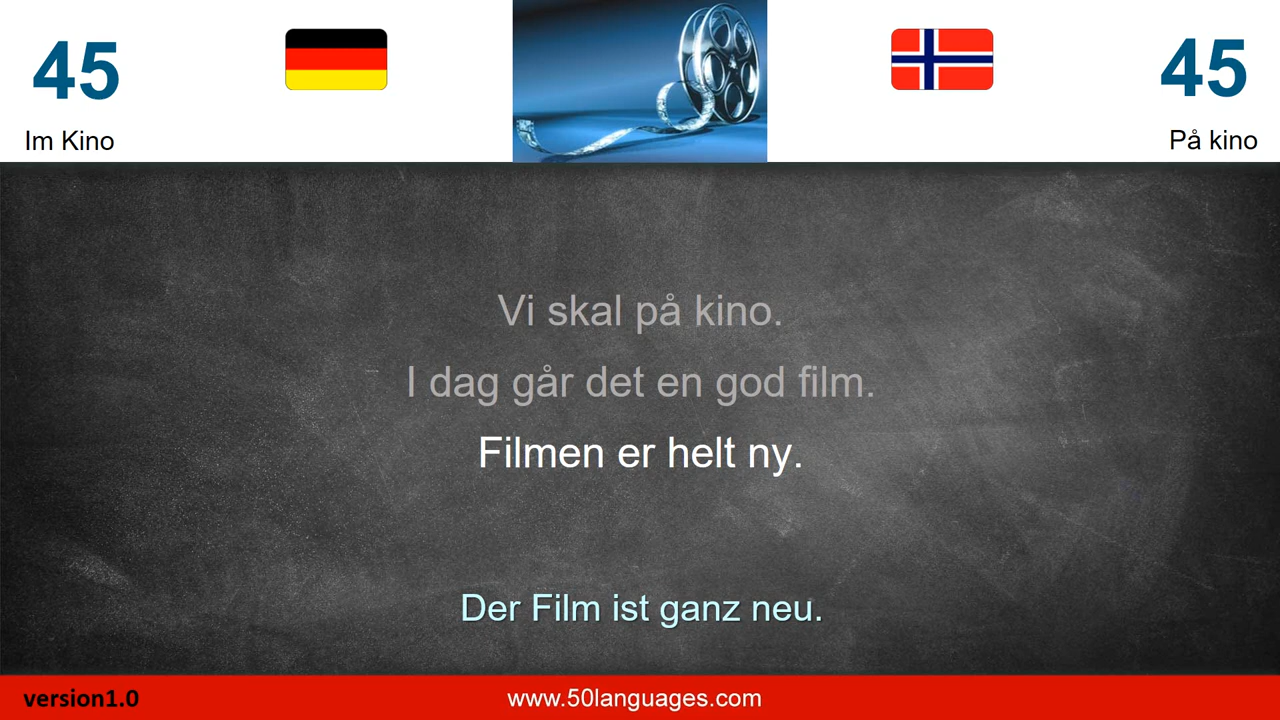 45
45
Im Kino
På kino
Vi skal på kino.
I dag går det en god film.
Filmen er helt ny.
Der Film ist ganz neu.
version1.0
www.50languages.com